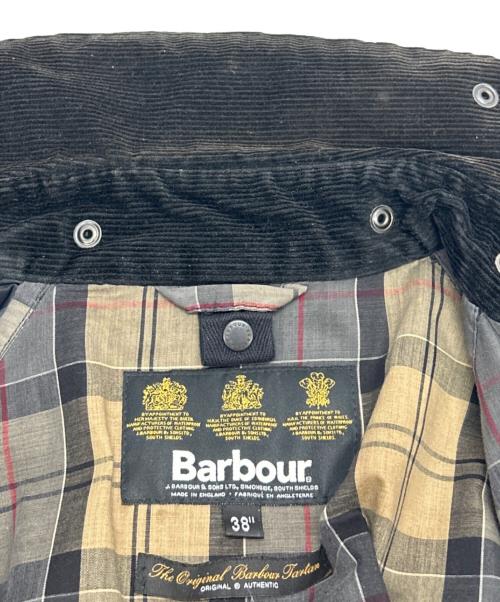 BY APPOINTMENT TO
HER MAJESTY THE QUEEN
MANUFACTURERS OF WATERPROOF
AND PROTECTIVE CLOTHING
J. BARBOUR & SONS LTD.
SOUTH SHIELDS.
BY APPOINTMENT TO
H.R.H. THE DUKE OF EDINBURGH
MANUFACTURERS OF WATERPROOF
AND PROTECTIVE CLOTHING
J. BARBOUR & SONS LTD.
SOUTH SHIELDS.
BY APPOINTMENT TO
H.R.H. THE PRINCE OF WALES
MANUFACTURERS OF WATERPROOF
AND PROTECTIVE CLOTHING
J. BARBOUR & SONS LTD.
SOUTH SHIELDS.
Barbour®
J. BARBOUR & SONS LTD, SIMONSIDE, SOUTH SHIELDS
MADE IN ENGLAND • FABRIQUÉ EN ANGLETERRE
38"
The Original Barbour Tartan
ORIGINAL & AUTHENTIC